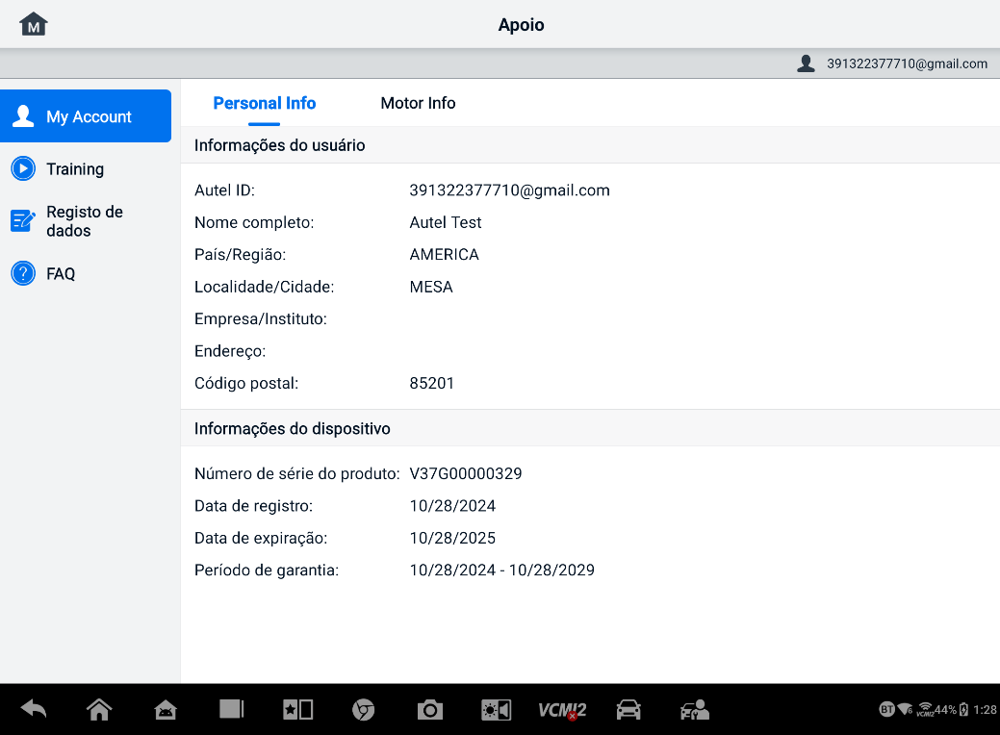 M
Apoio
391322377710@gmail.com
My Account
Training
Registo de
dados
FAQ
Personal Info
Motor Info
Informações do usuário
Autel ID: 391322377710@gmail.com
Nome completo: Autel Test
País/Região: AMERICA
Localidade/Cidade: MESA
Empresa/Instituto:
Endereço:
Código postal: 85201
Informações do dispositivo
Número de série do produto: V37G00000329
Data de registro: 10/28/2024
Data de expiração: 10/28/2025
Período de garantia: 10/28/2024 - 10/28/2029
VCMI2
BT 6 VCMI2 44% 1:28